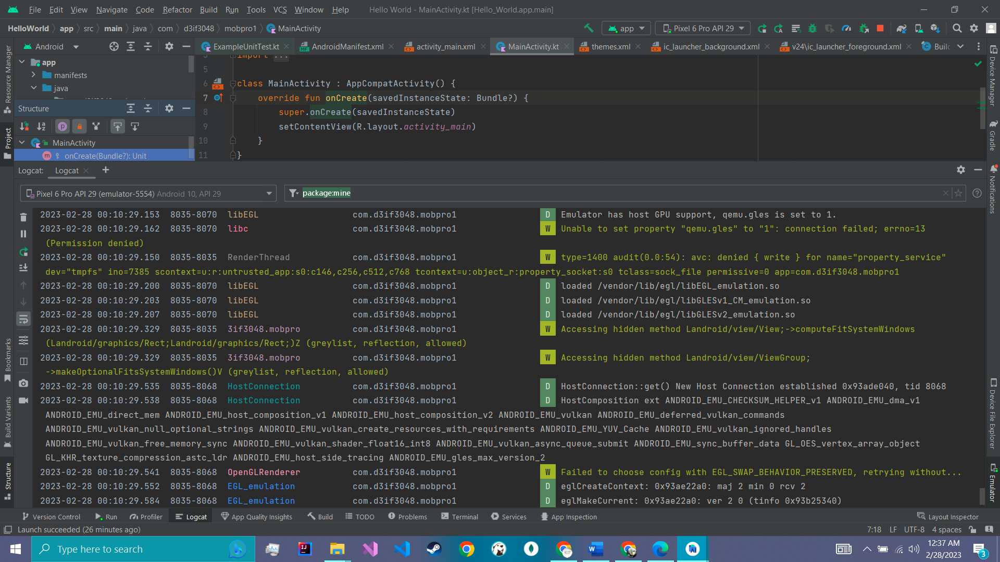 File Edit View Navigate Code Refactor Build Run Tools VCS Window Help Hello World - MainActivity.kt [Hello_World.app.main]
HelloWorld app src main java com d3if3048 mobpro1 MainActivity app Pixel 6 Pro API 29
Android ExampleUnitTest.kt AndroidManifest.xml activity_main.xml MainActivity.kt themes.xml ic_launcher_background.xml v24\ic_launcher_foreground.xml
app
manifests
java
Structure
MainActivity
onCreate(Bundle?): Unit
import ...
5
6 class MainActivity : AppCompatActivity() {
7 override fun onCreate(savedInstanceState: Bundle?) {
8 super.onCreate(savedInstanceState)
9 setContentView(R.layout.activity_main)
10 }
11 }
Resource Manager
Project
Bookmarks
Build Variants
Structure
Device Manager
Gradle
Notifications
Device File Explorer
Emulator
Logcat: Logcat
Pixel 6 Pro API 29 (emulator-5554) Android 10, API 29 package:mine
2023-02-28 00:10:29.153 8035-8070 libEGL com.d3if3048.mobpro1 D Emulator has host GPU support, qemu.gles is set to 1.
2023-02-28 00:10:29.162 8035-8070 libc com.d3if3048.mobpro1 W Unable to set property "qemu.gles" to "1": connection failed; errno=13
(Permission denied)
2023-02-28 00:10:29.150 8035-8035 RenderThread com.d3if3048.mobpro1 W type=1400 audit(0.0:54): avc: denied { write } for name="property_service"
dev="tmpfs" ino=7385 scontext=u:r:untrusted_app:s0:c146,c256,c512,c768 tcontext=u:object_r:property_socket:s0 tclass=sock_file permissive=0 app=com.d3if3048.mobpro1
2023-02-28 00:10:29.200 8035-8070 libEGL com.d3if3048.mobpro1 D loaded /vendor/lib/egl/libEGL_emulation.so
2023-02-28 00:10:29.203 8035-8070 libEGL com.d3if3048.mobpro1 D loaded /vendor/lib/egl/libGLESv1_CM_emulation.so
2023-02-28 00:10:29.207 8035-8070 libEGL com.d3if3048.mobpro1 D loaded /vendor/lib/egl/libGLESv2_emulation.so
2023-02-28 00:10:29.329 8035-8035 3if3048.mobpro com.d3if3048.mobpro1 W Accessing hidden method Landroid/view/View;->computeFitSystemWindows
(Landroid/graphics/Rect;Landroid/graphics/Rect;)Z (greylist, reflection, allowed)
2023-02-28 00:10:29.329 8035-8035 3if3048.mobpro com.d3if3048.mobpro1 W Accessing hidden method Landroid/view/ViewGroup;
->makeOptionalFitsSystemWindows()V (greylist, reflection, allowed)
2023-02-28 00:10:29.535 8035-8068 HostConnection com.d3if3048.mobpro1 D HostConnection::get() New Host Connection established 0x93ade040, tid 8068
2023-02-28 00:10:29.538 8035-8068 HostConnection com.d3if3048.mobpro1 D HostComposition ext ANDROID_EMU_CHECKSUM_HELPER_v1 ANDROID_EMU_dma_v1
ANDROID_EMU_direct_mem ANDROID_EMU_host_composition_v1 ANDROID_EMU_host_composition_v2 ANDROID_EMU_vulkan ANDROID_EMU_deferred_vulkan_commands
ANDROID_EMU_vulkan_null_optional_strings ANDROID_EMU_vulkan_create_resources_with_requirements ANDROID_EMU_YUV_Cache ANDROID_EMU_vulkan_ignored_handles
ANDROID_EMU_vulkan_free_memory_sync ANDROID_EMU_vulkan_shader_float16_int8 ANDROID_EMU_vulkan_async_queue_submit ANDROID_EMU_sync_buffer_data GL_OES_vertex_array_object
GL_KHR_texture_compression_astc_ldr ANDROID_EMU_host_side_tracing ANDROID_EMU_gles_max_version_2
2023-02-28 00:10:29.541 8035-8068 OpenGLRenderer com.d3if3048.mobpro1 W Failed to choose config with EGL_SWAP_BEHAVIOR_PRESERVED, retrying without...
2023-02-28 00:10:29.552 8035-8068 EGL_emulation com.d3if3048.mobpro1 D eglCreateContext: 0x93ae22a0: maj 2 min 0 rcv 2
2023-02-28 00:10:29.584 8035-8068 EGL_emulation com.d3if3048.mobpro1 D eglMakeCurrent: 0x93ae22a0: ver 2 0 (tinfo 0x93b25340)
Version Control Run Profiler Logcat App Quality Insights Build TODO Problems Terminal Services App Inspection Layout Inspector
Launch succeeded (26 minutes ago) 7:18 LF UTF-8 4 spaces
Type here to search 12:37 AM
2/28/2023 3